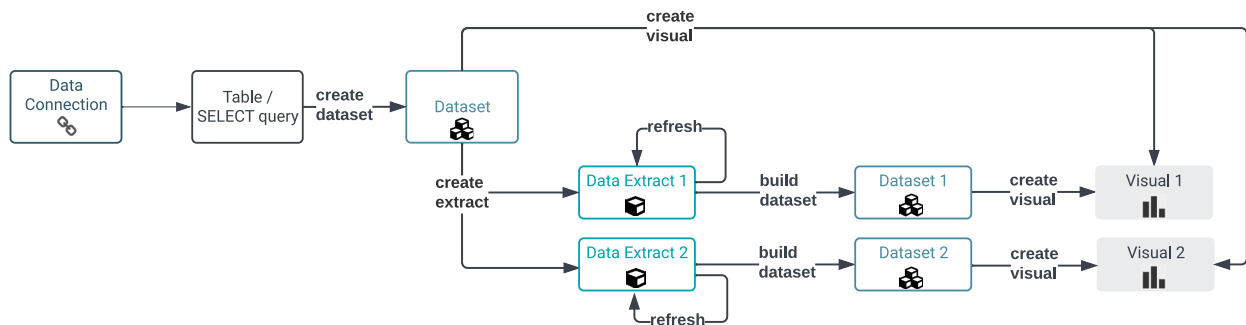 create
visual
Data
Connection
Table /
SELECT query
create
dataset
Dataset
refresh
create
extract
Data Extract 1
build
dataset
Dataset 1
create
visual
Visual 1
Data Extract 2
build
dataset
Dataset 2
create
visual
Visual 2
refresh